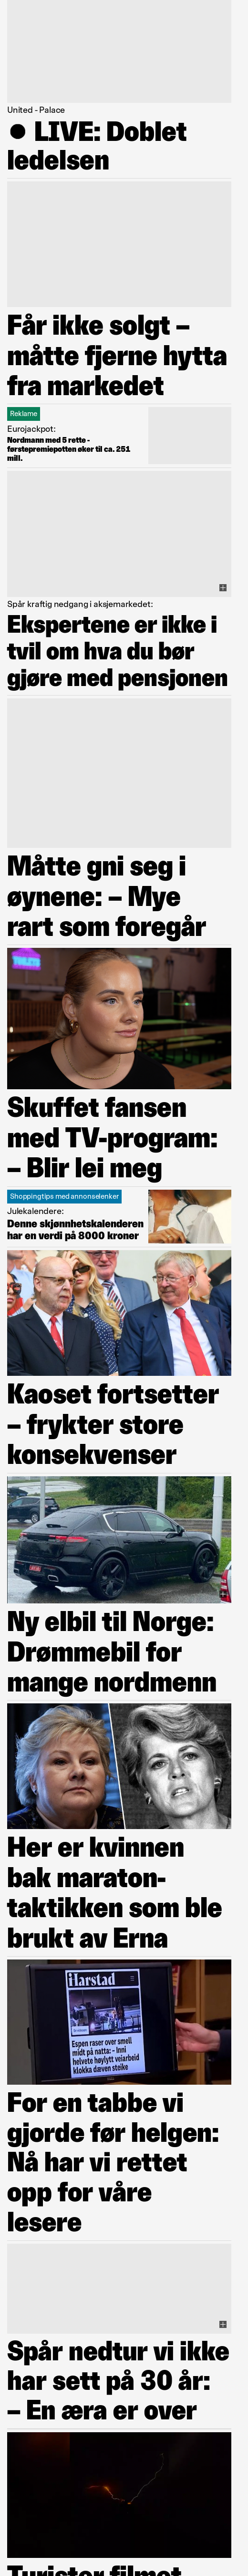 United - Palace
● LIVE: Doblet
ledelsen
Får ikke solgt –
måtte fjerne hytta
fra markedet
Reklame
Eurojackpot:
Nordmann med 5 rette -
førstepremiepotten øker til ca. 251
mill.
Spår kraftig nedgang i aksjemarkedet:
Ekspertene er ikke i
tvil om hva du bør
gjøre med pensjonen
Måtte gni seg i
øynene: – Mye
rart som foregår
Skuffet fansen
med TV-program:
– Blir lei meg
Shoppingtips med annonselenker
Julekalendere:
Denne skjønnhetskalenderen
har en verdi på 8000 kroner
Kaoset fortsetter
– frykter store
konsekvenser
Ny elbil til Norge:
Drømmebil for
mange nordmenn
Her er kvinnen
bak maraton-
taktikken som ble
brukt av Erna
Harstad
Espen raser over smell
midt på natta: – Inni
helvete høylytt veiarbeid
klokka dæven steike
For en tabbe vi
gjorde før helgen:
Nå har vi rettet
opp for våre
lesere
Spår nedtur vi ikke
har sett på 30 år:
– En æra er over
Turister filmet